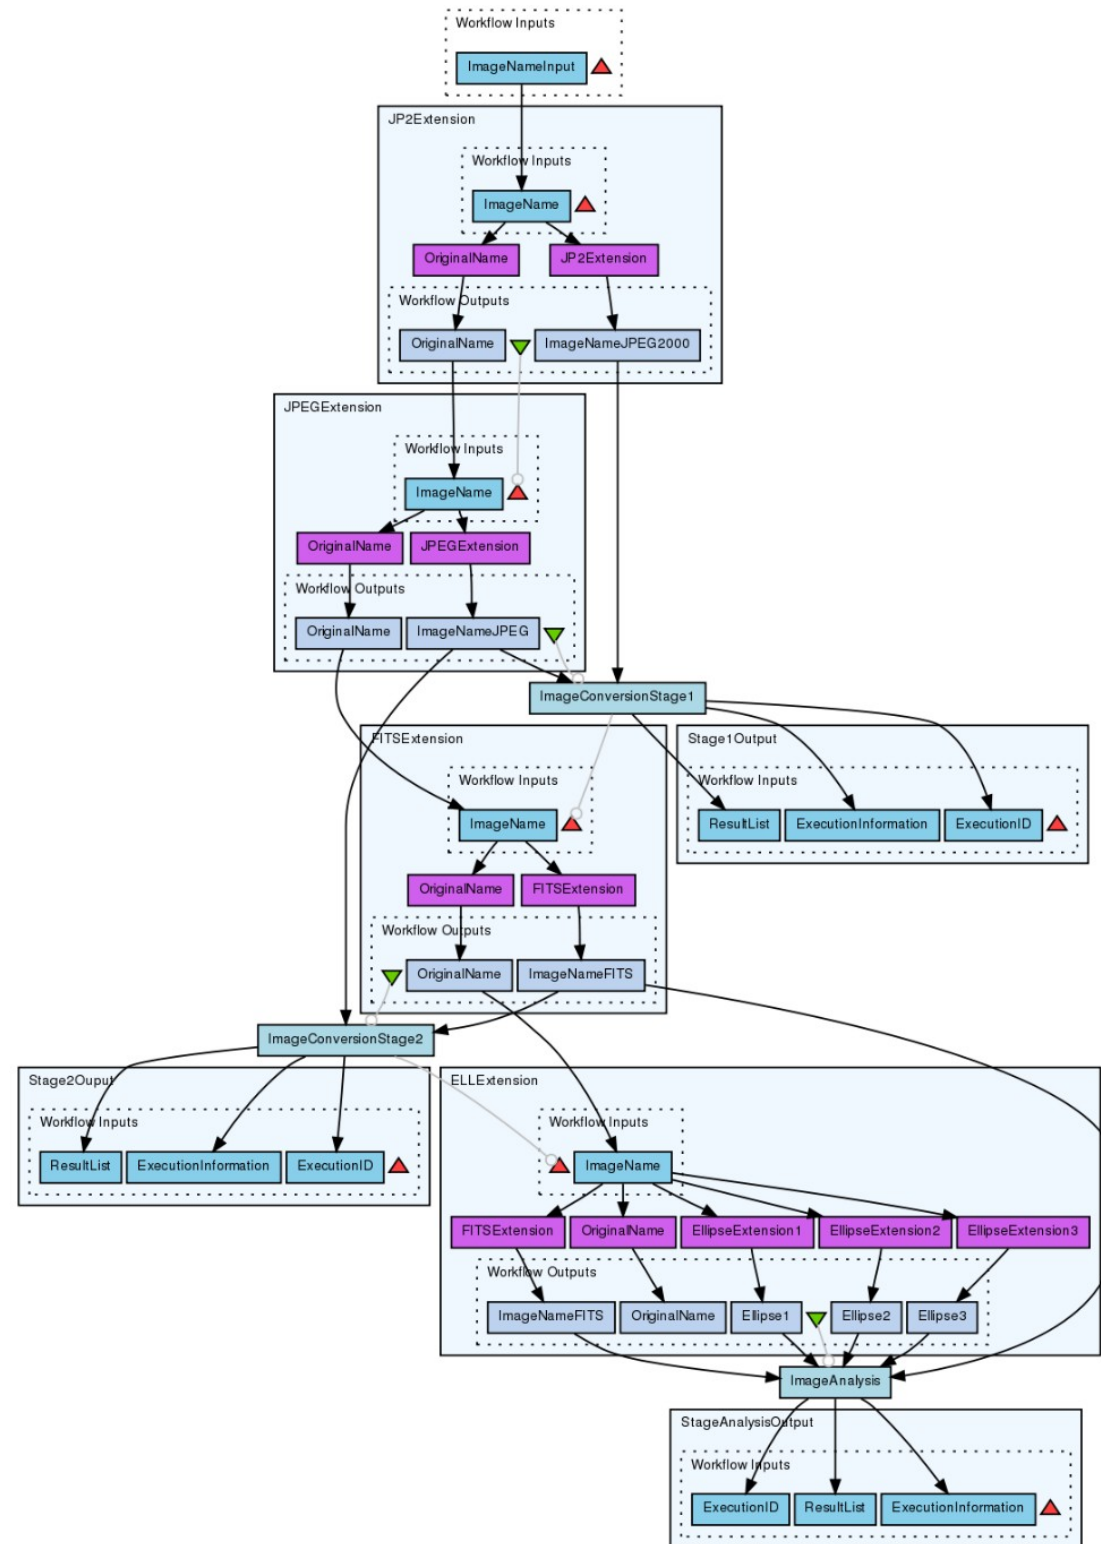 Workflow Inputs
ImageNameInput
JP2Extension
Workflow Inputs
ImageName
OriginalName
JP2Extension
Workflow Outputs
OriginalName
ImageNameJPEG2000
JPEGExtension
Workflow Inputs
ImageName
OriginalName
JPEGExtension
Workflow Outputs
OriginalName
ImageNameJPEG
ImageConversionStage1
FITSExtension
Workflow Inputs
ImageName
OriginalName
FITSExtension
Workflow Outputs
OriginalName
ImageNameFITS
Stage1Output
Workflow Inputs
ResultList
ExecutionInformation
ExecutionID
ImageConversionStage2
Stage2Ouput
Workflow Inputs
ResultList
ExecutionInformation
ExecutionID
ELLExtension
Workflow Inputs
ImageName
FITSExtension
OriginalName
EllipseExtension1
EllipseExtension2
EllipseExtension3
Workflow Outputs
ImageNameFITS
OriginalName
Ellipse1
Ellipse2
Ellipse3
ImageAnalysis
StageAnalysisOutput
Workflow Inputs
ExecutionID
ResultList
ExecutionInformation